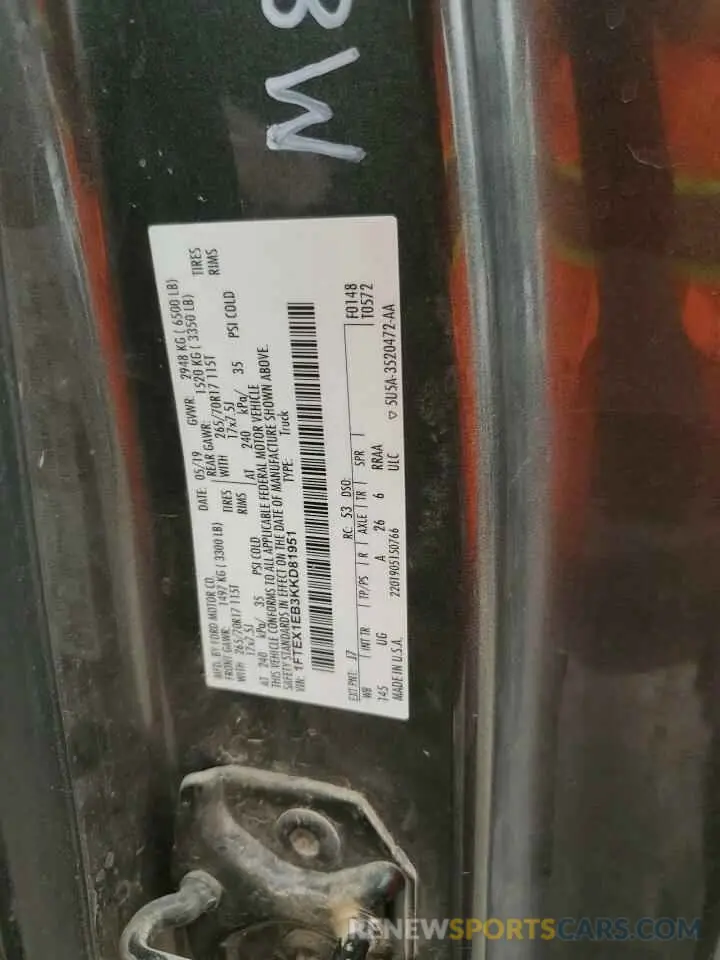 BW
MFD. BY FORD MOTOR CO. DATE: 05/19 GVWR: 2948 KG ( 6500 LB)
FRONT GAWR: 1497 KG ( 3300 LB) REAR GAWR: 1520 KG ( 3350 LB)
WITH 265/70R17 115T TIRES WITH 265/70R17 115T TIRES
17x7.5J RIMS 17x7.5J RIMS
AT 240 kPa/ 35 PSI COLD AT 240 kPa/ 35 PSI COLD
THIS VEHICLE CONFORMS TO ALL APPLICABLE FEDERAL MOTOR VEHICLE
SAFETY STANDARDS IN EFFECT ON THE DATE OF MANUFACTURE SHOWN ABOVE.
VIN: 1FTEX1EB3KKD81951 TYPE: Truck
EXT PNT: J7 RC: 53 DSO: F0148
WB INT TR TP/PS R AXLE TR SPR T0572
145 UG A 26 6 RRAA
MADE IN U.S.A. 2201905150766 ULC ▽ 5U5A-3520472-AA
RENEWSPORTSCARS.COM